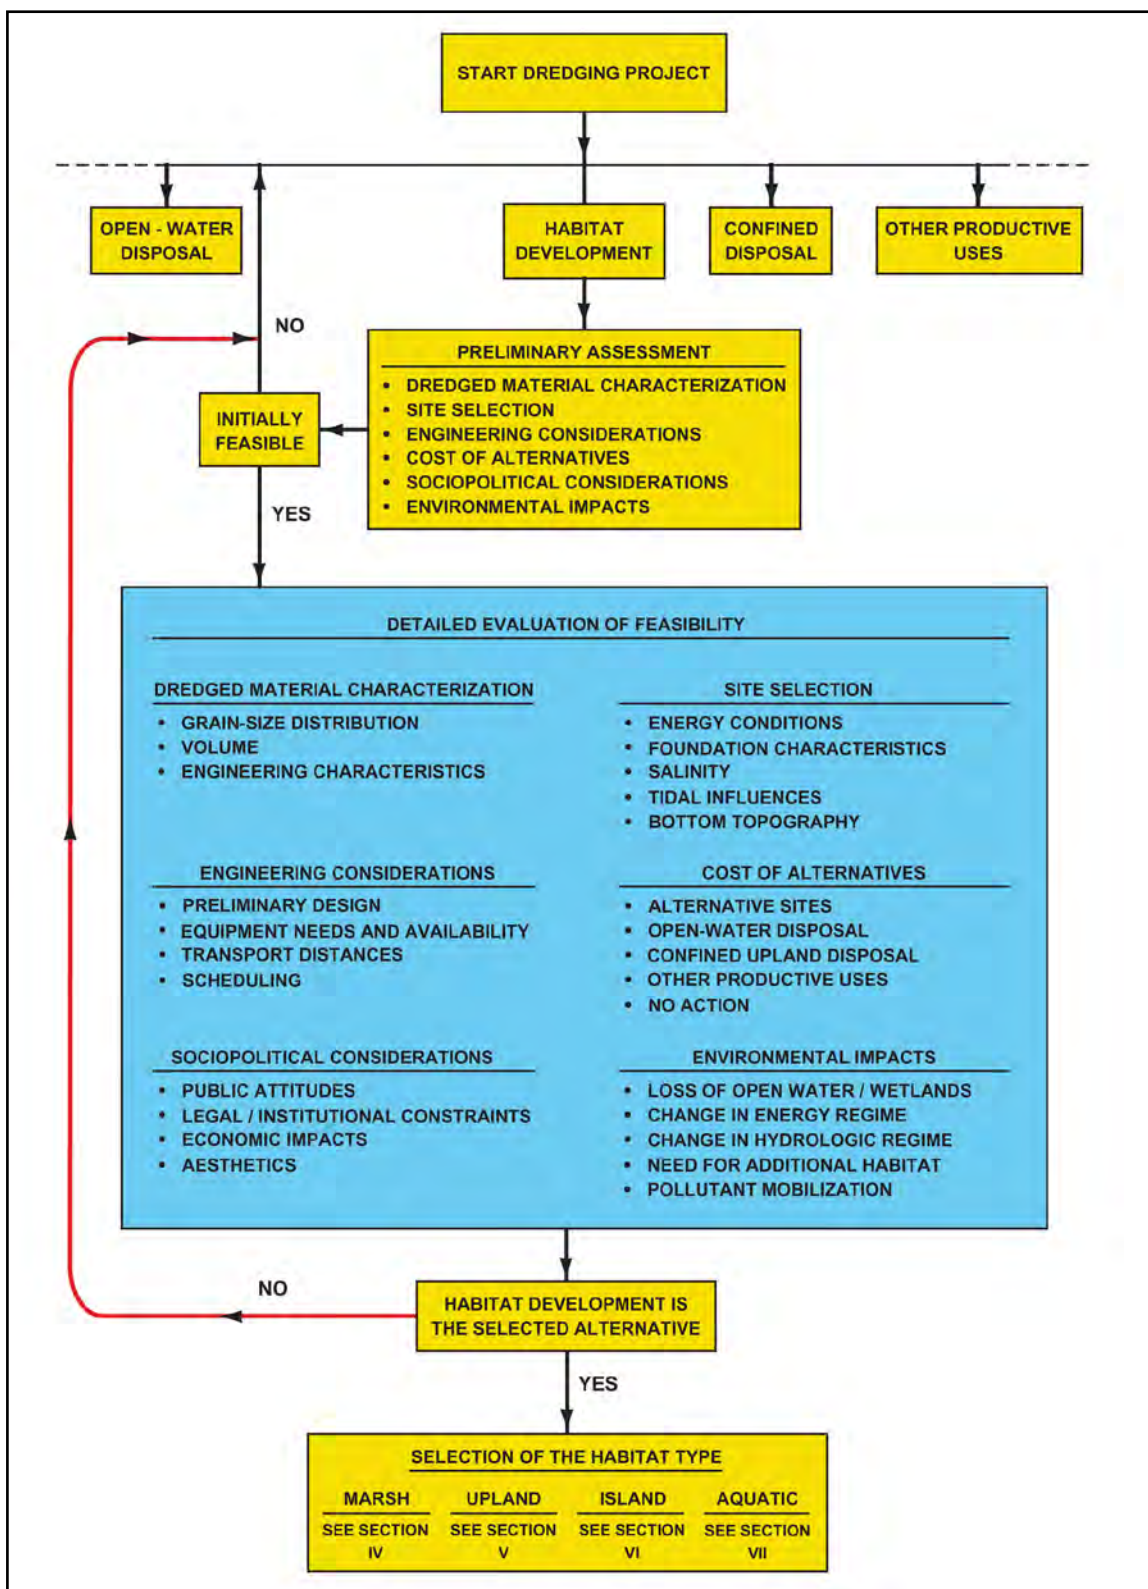 START DREDGING PROJECT
OPEN - WATER
DISPOSAL
HABITAT
DEVELOPMENT
CONFINED
DISPOSAL
OTHER PRODUCTIVE
USES
NO
PRELIMINARY ASSESSMENT
• DREDGED MATERIAL CHARACTERIZATION
• SITE SELECTION
• ENGINEERING CONSIDERATIONS
• COST OF ALTERNATIVES
• SOCIOPOLITICAL CONSIDERATIONS
• ENVIRONMENTAL IMPACTS
INITIALLY
FEASIBLE
YES
DETAILED EVALUATION OF FEASIBILITY
DREDGED MATERIAL CHARACTERIZATION
• GRAIN-SIZE DISTRIBUTION
• VOLUME
• ENGINEERING CHARACTERISTICS
SITE SELECTION
• ENERGY CONDITIONS
• FOUNDATION CHARACTERISTICS
• SALINITY
• TIDAL INFLUENCES
• BOTTOM TOPOGRAPHY
ENGINEERING CONSIDERATIONS
• PRELIMINARY DESIGN
• EQUIPMENT NEEDS AND AVAILABILITY
• TRANSPORT DISTANCES
• SCHEDULING
COST OF ALTERNATIVES
• ALTERNATIVE SITES
• OPEN-WATER DISPOSAL
• CONFINED UPLAND DISPOSAL
• OTHER PRODUCTIVE USES
• NO ACTION
SOCIOPOLITICAL CONSIDERATIONS
• PUBLIC ATTITUDES
• LEGAL / INSTITUTIONAL CONSTRAINTS
• ECONOMIC IMPACTS
• AESTHETICS
ENVIRONMENTAL IMPACTS
• LOSS OF OPEN WATER / WETLANDS
• CHANGE IN ENERGY REGIME
• CHANGE IN HYDROLOGIC REGIME
• NEED FOR ADDITIONAL HABITAT
• POLLUTANT MOBILIZATION
NO
HABITAT DEVELOPMENT IS
THE SELECTED ALTERNATIVE
YES
SELECTION OF THE HABITAT TYPE
MARSH
SEE SECTION
IV
UPLAND
SEE SECTION
V
ISLAND
SEE SECTION
VI
AQUATIC
SEE SECTION
VII